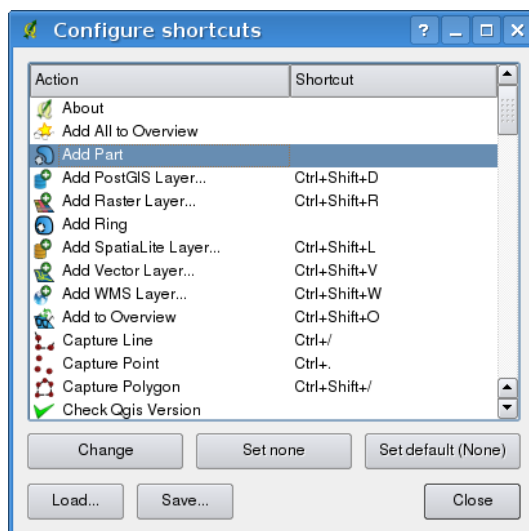 Configure shortcuts
Action Shortcut
About
Add All to Overview
Add Part
Add PostGIS Layer... Ctrl+Shift+D
Add Raster Layer... Ctrl+Shift+R
Add Ring
Add SpatiaLite Layer... Ctrl+Shift+L
Add Vector Layer... Ctrl+Shift+V
Add WMS Layer... Ctrl+Shift+W
Add to Overview Ctrl+Shift+O
Capture Line Ctrl+/
Capture Point Ctrl+.
Capture Polygon Ctrl+Shift+/
Check Qgis Version
Change Set none Set default (None)
Load... Save... Close